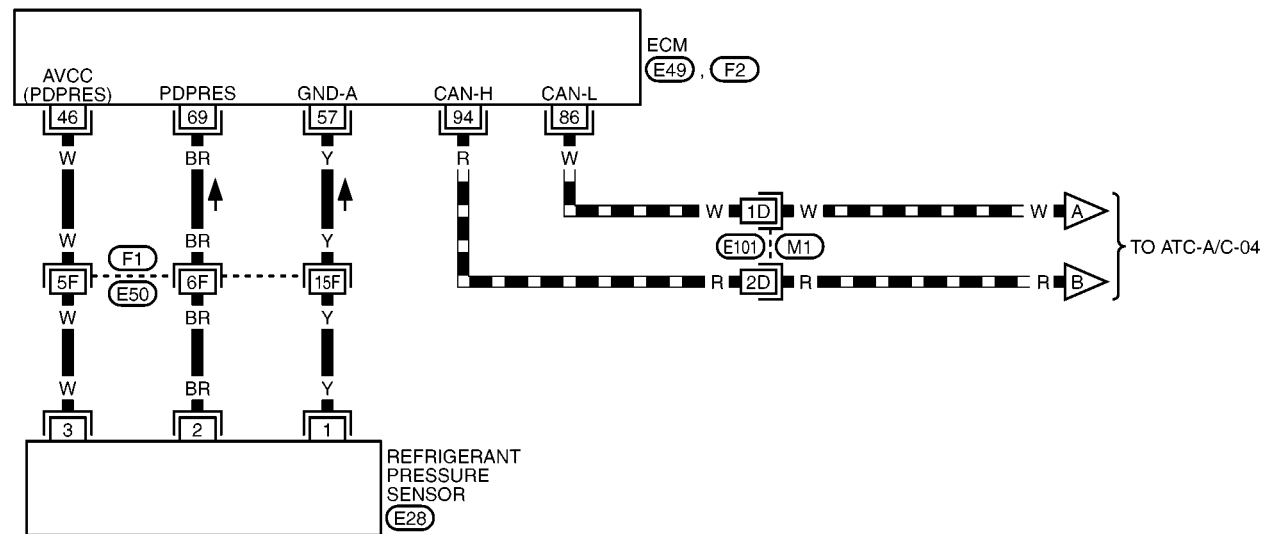 ECM
E49 , F2
AVCC
(PDPRES) PDPRES GND-A CAN-H CAN-L
46 69 57 94 86
W BR Y R W
W 1D W W A
E101 M1 TO ATC-A/C-04
W BR Y
F1
5F 6F 15F R 2D R R B
E50
W BR Y
W BR Y
3 2 1
REFRIGERANT
PRESSURE
SENSOR
E28